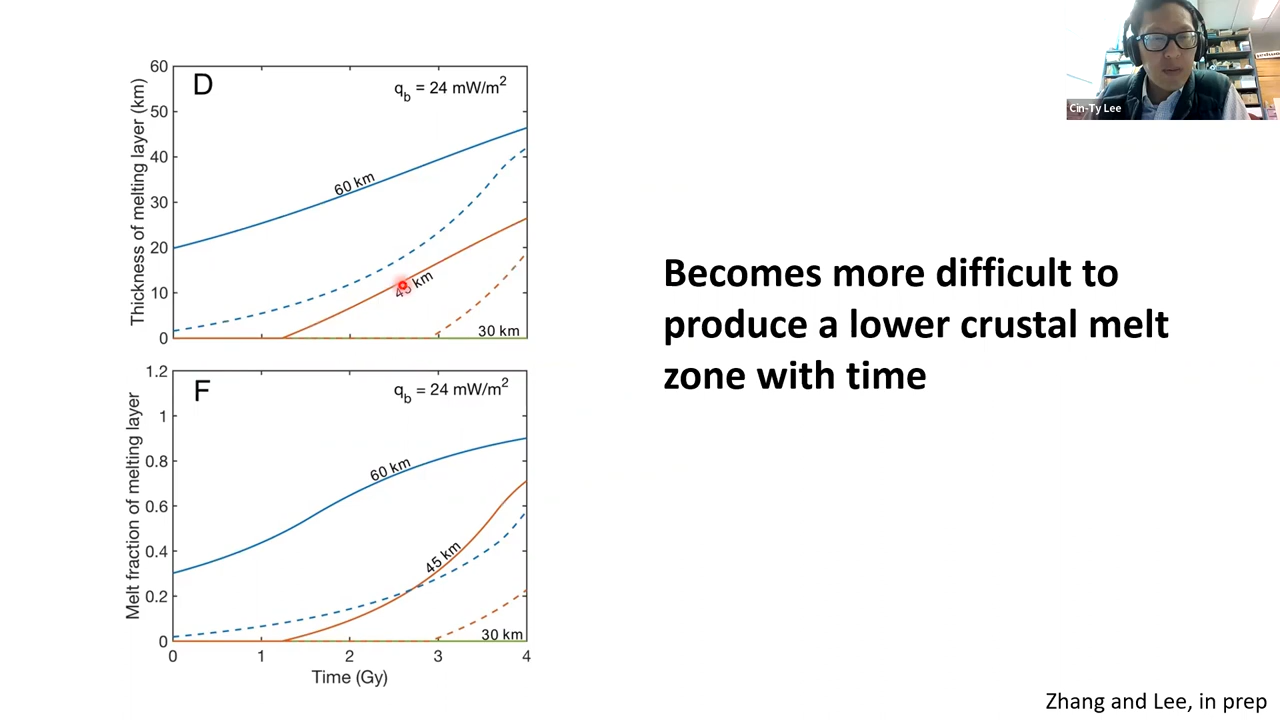 Cin-Ty Lee
D
q_b = 24 mW/m²
Thickness of melting layer (km)
60
50
40
30
20
10
0
60 km
45 km
30 km
F
q_b = 24 mW/m²
Melt fraction of melting layer
1.2
1
0.8
0.6
0.4
0.2
0
60 km
45 km
30 km
0 1 2 3 4
Time (Gy)
Becomes more difficult to
produce a lower crustal melt
zone with time
Zhang and Lee, in prep